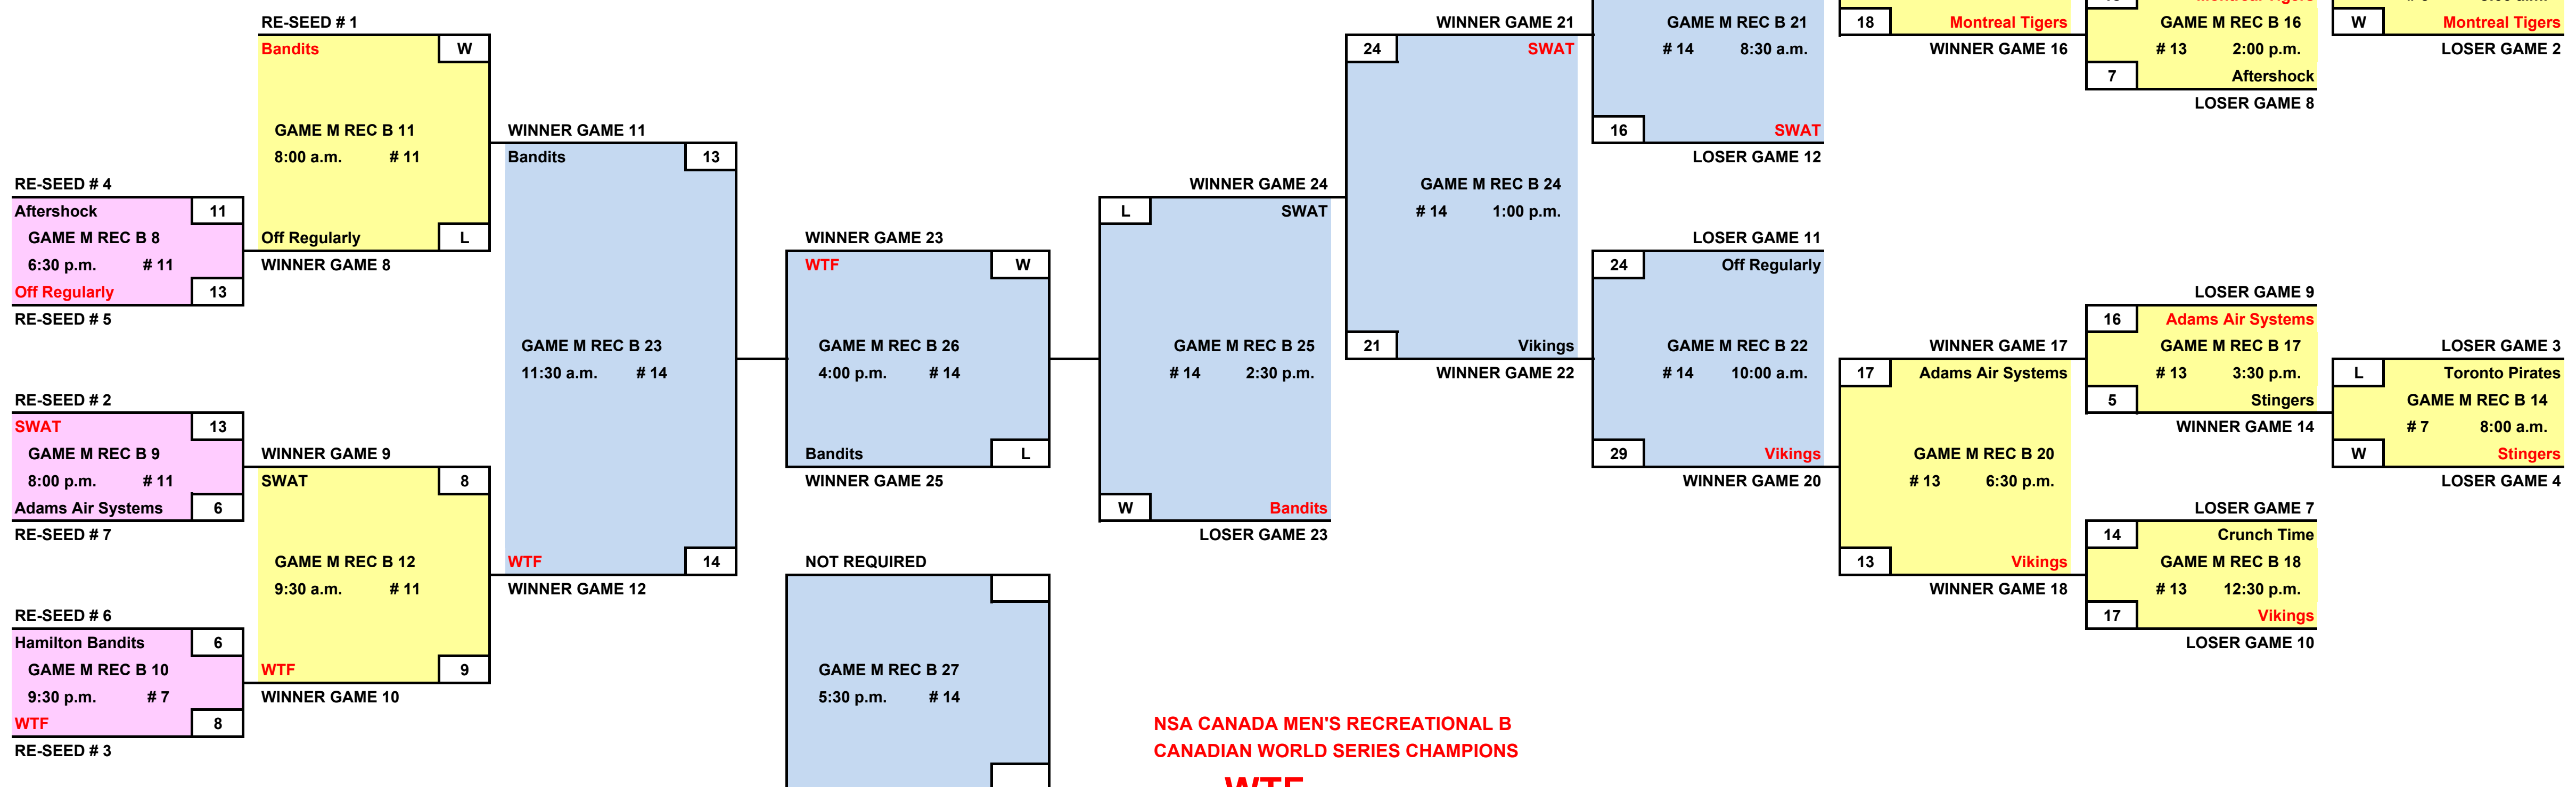 RE-SEED # 1
Bandits W
GAME M REC B 11
8:00 a.m. # 11
Off Regularly L
WINNER GAME 8
RE-SEED # 4
Aftershock 11
GAME M REC B 8
6:30 p.m. # 11
Off Regularly 13
RE-SEED # 5
RE-SEED # 2
SWAT 13
GAME M REC B 9
8:00 p.m. # 11
Adams Air Systems 6
RE-SEED # 7
WINNER GAME 9
SWAT 8
GAME M REC B 12
9:30 a.m. # 11
WTF 9
WINNER GAME 10
RE-SEED # 6
Hamilton Bandits 6
GAME M REC B 10
9:30 p.m. # 7
WTF 8
RE-SEED # 3
WINNER GAME 11
Bandits 13
GAME M REC B 23
11:30 a.m. # 14
WTF 14
WINNER GAME 12
WINNER GAME 23
WTF W
GAME M REC B 26
4:00 p.m. # 14
Bandits L
WINNER GAME 25
NOT REQUIRED
GAME M REC B 27
5:30 p.m. # 14
WINNER GAME 24
L SWAT
GAME M REC B 25
# 14 2:30 p.m.
W Bandits
LOSER GAME 23
WINNER GAME 21
24 SWAT
GAME M REC B 24
# 14 1:00 p.m.
21 Vikings
WINNER GAME 22
GAME M REC B 21
# 14 8:30 a.m.
16 SWAT
LOSER GAME 12
LOSER GAME 11
24 Off Regularly
GAME M REC B 22
# 14 10:00 a.m.
29 Vikings
WINNER GAME 20
18 Montreal Tigers
WINNER GAME 16
WINNER GAME 17
17 Adams Air Systems
GAME M REC B 20
# 13 6:30 p.m.
13 Vikings
WINNER GAME 18
Montreal Tigers
GAME M REC B 16
# 13 2:00 p.m.
7 Aftershock
LOSER GAME 8
LOSER GAME 9
16 Adams Air Systems
GAME M REC B 17
# 13 3:30 p.m.
5 Stingers
WINNER GAME 14
LOSER GAME 7
14 Crunch Time
GAME M REC B 18
# 13 12:30 p.m.
17 Vikings
LOSER GAME 10
W Montreal Tigers
LOSER GAME 2
LOSER GAME 3
L Toronto Pirates
GAME M REC B 14
# 7 8:00 a.m.
W Stingers
LOSER GAME 4
NSA CANADA MEN'S RECREATIONAL B
CANADIAN WORLD SERIES CHAMPIONS
WTF